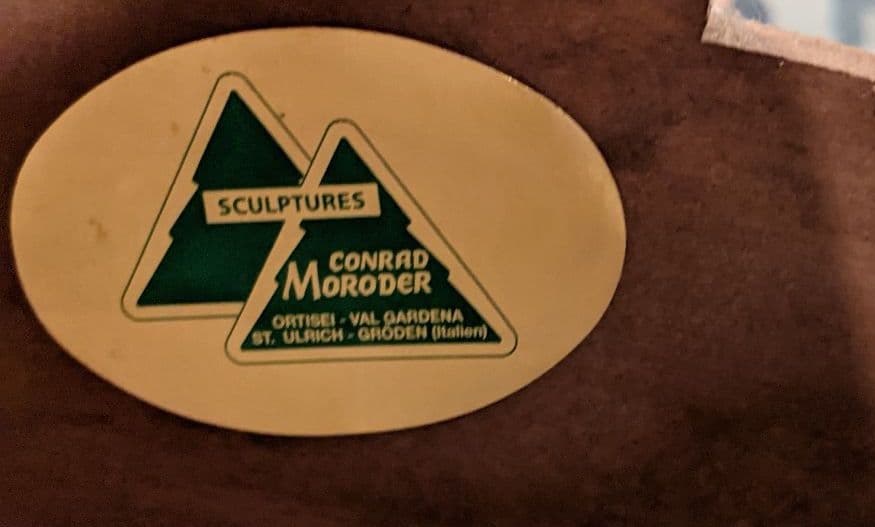 SCULPTURES
CONRAD
MORODER
ORTISEI - VAL GARDENA
ST. ULRICH - GRÖDEN (Italien)